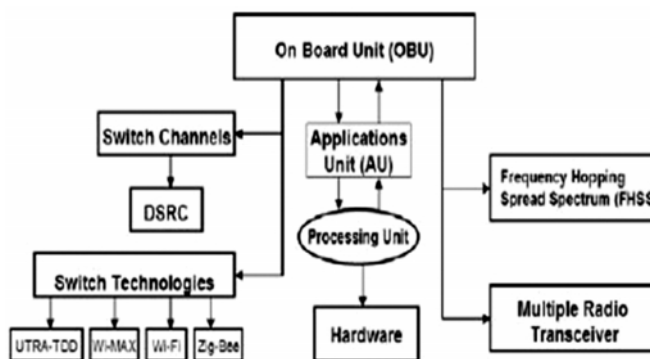 On Board Unit (OBU)
Switch Channels
Applications
Unit (AU)
DSRC
Frequency Hopping
Spread Spectrum (FHSS
Processing Unit
Switch Technologies
UTRA-TDD
Wi-MAX
Wi-Fi
Zig-Bee
Hardware
Multiple Radio
Transceiver